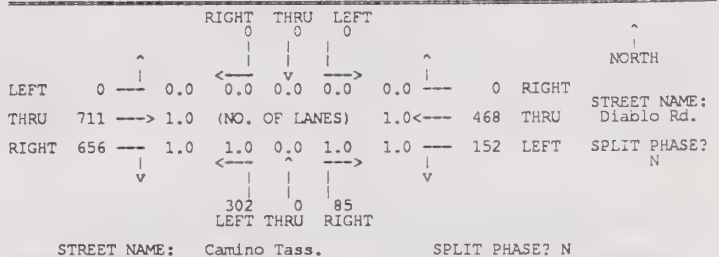 RIGHT THRU LEFT
0 0 0
^ | | | ^ ^
| | | | | |
| <--- v ---> | NORTH
LEFT 0 --- 0.0 0.0 0.0 0.0 0.0 --- 0 RIGHT
STREET NAME:
THRU 711 ---> 1.0 (NO. OF LANES) 1.0<--- 468 THRU Diablo Rd.
RIGHT 656 --- 1.0 1.0 0.0 1.0 1.0 --- 152 LEFT SPLIT PHASE?
| <--- ^ ---> | N
v | | | v
302 0 85
LEFT THRU RIGHT
STREET NAME: Camino Tass. SPLIT PHASE? N